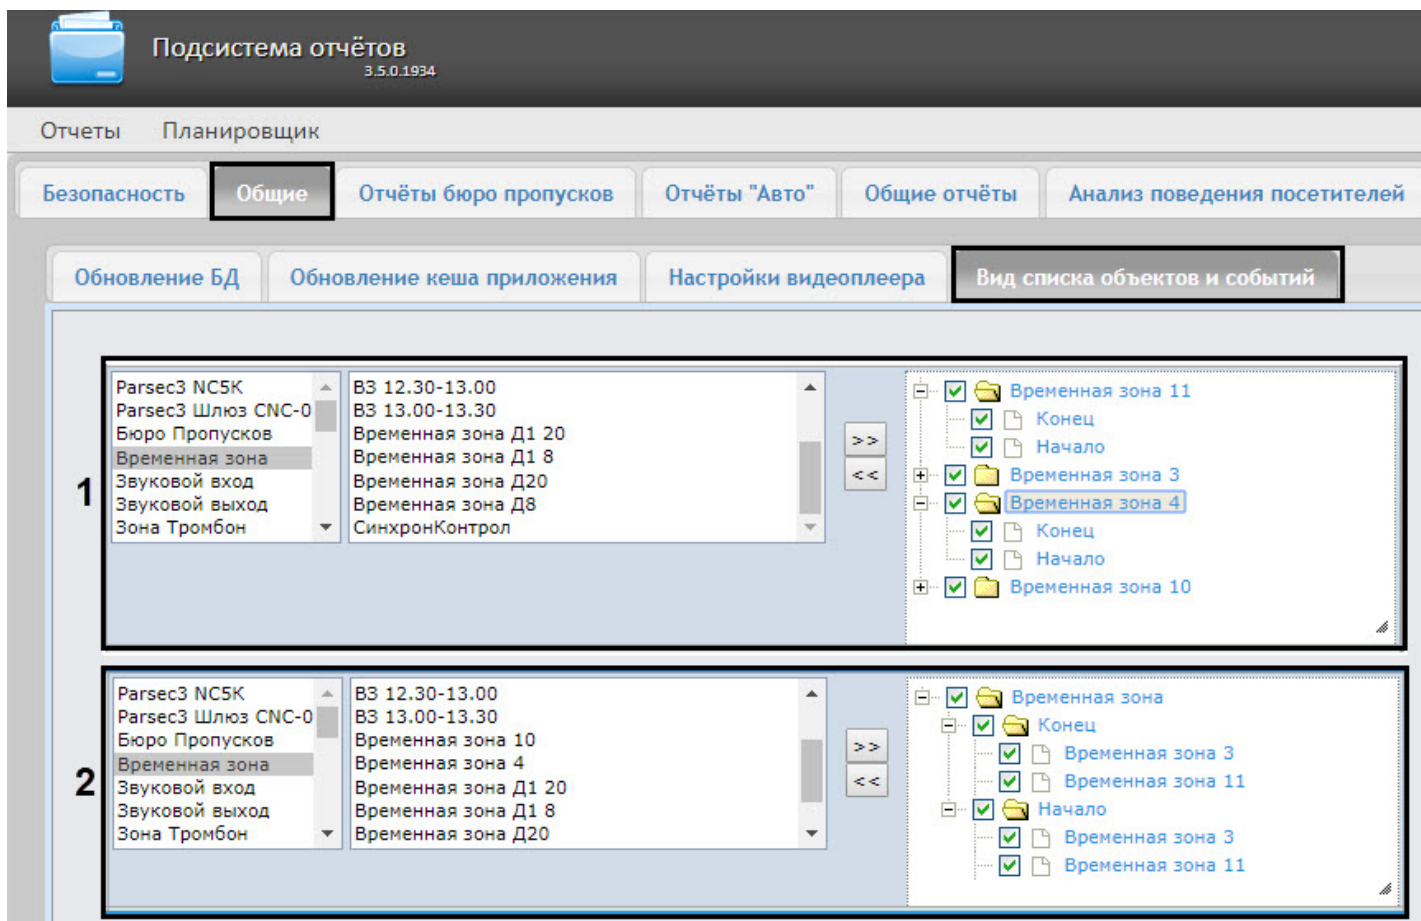 Подсистема отчётов
3.5.0.1934
Отчеты Планировщик
Безопасность Общие Отчёты бюро пропусков Отчёты "Авто" Общие отчёты Анализ поведения посетителей
Обновление БД Обновление кеша приложения Настройки видеоплеера Вид списка объектов и событий
1
Parsec3 NC5K
Parsec3 Шлюз CNC-0
Бюро Пропусков
Временная зона
Звуковой вход
Звуковой выход
Зона Тромбон
ВЗ 12.30-13.00
ВЗ 13.00-13.30
Временная зона Д1 20
Временная зона Д1 8
Временная зона Д20
Временная зона Д8
СинхронКонтрол
>>
<<
Временная зона 11
Конец
Начало
Временная зона 3
Временная зона 4
Конец
Начало
Временная зона 10
2
Parsec3 NC5K
Parsec3 Шлюз CNC-0
Бюро Пропусков
Временная зона
Звуковой вход
Звуковой выход
Зона Тромбон
ВЗ 12.30-13.00
ВЗ 13.00-13.30
Временная зона 10
Временная зона 4
Временная зона Д1 20
Временная зона Д1 8
Временная зона Д20
>>
<<
Временная зона
Конец
Временная зона 3
Временная зона 11
Начало
Временная зона 3
Временная зона 11